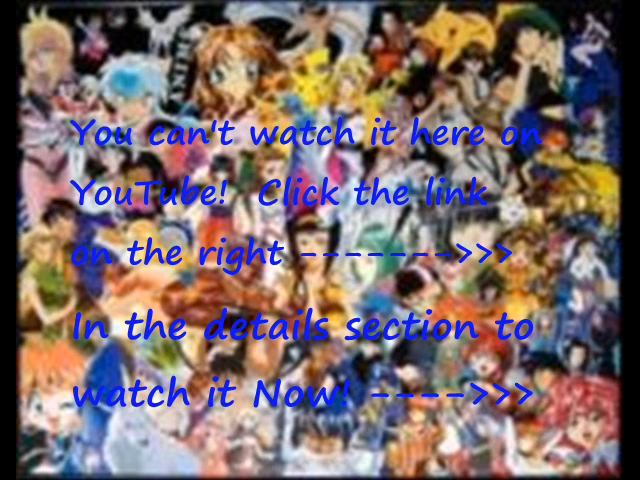 You can't watch it here on
YouTube! Click the link
on the right ------->>>
In the details section to
watch it Now! ---->>>